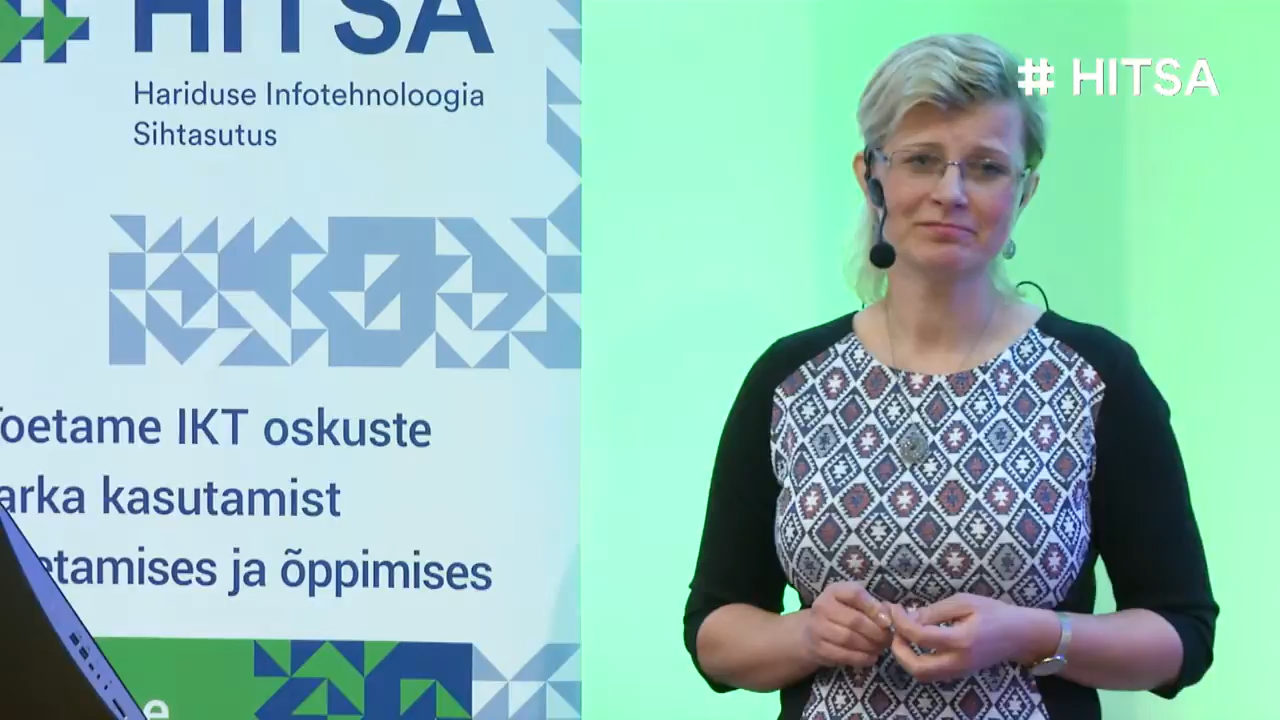 # HITSA
Hariduse Infotehnoloogia
Sihtasutus
# HITSA
oetame IKT oskuste
arka kasutamist
etamises ja õppimises
e